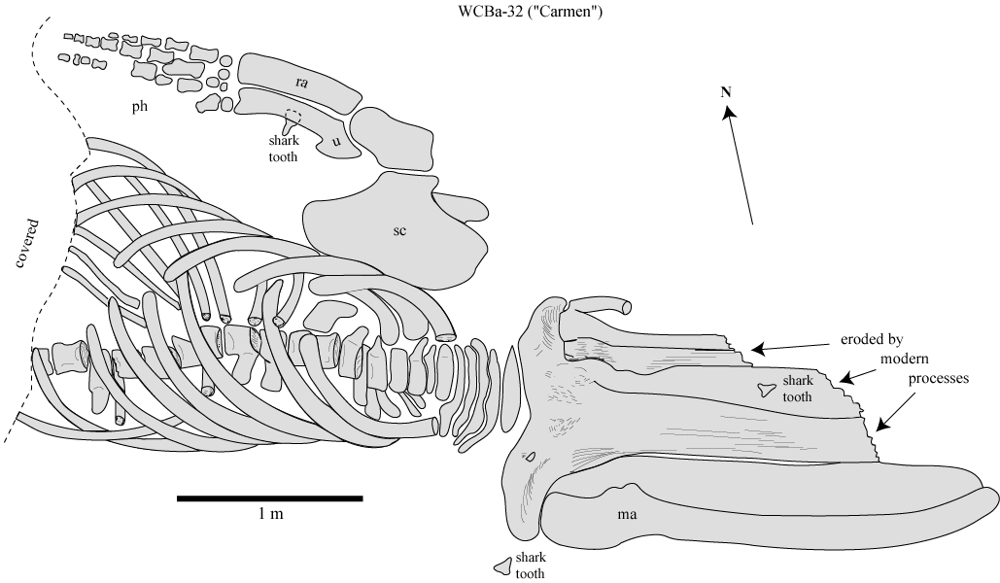 WCBa-32 ("Carmen")
ra
ph
N
shark
tooth
u
sc
covered
eroded by
modern
processes
shark
tooth
1 m
ma
shark
tooth